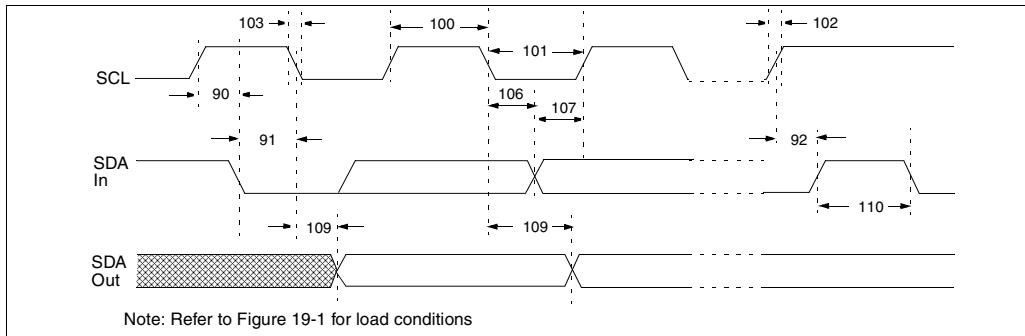 103
100
102
101
SCL
90
106
107
91
92
SDA
In
110
109
109
SDA
Out
Note: Refer to Figure 19-1 for load conditions